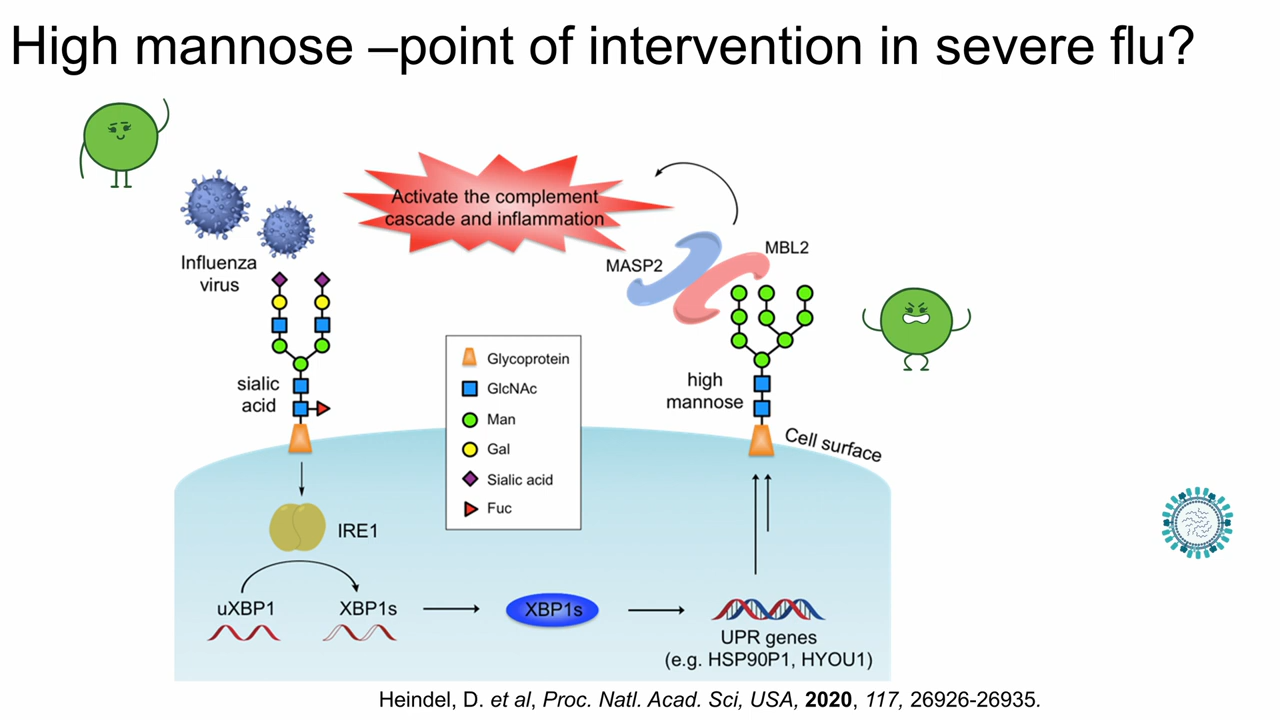 High mannose –point of intervention in severe flu?
Activate the complement
cascade and inflammation
MASP2
MBL2
Influenza
virus
sialic
acid
Glycoprotein
GlcNAc
Man
Gal
Sialic acid
Fuc
high
mannose
Cell surface
IRE1
uXBP1
XBP1s
XBP1s
UPR genes
(e.g. HSP90P1, HYOU1)
Heindel, D. et al, Proc. Natl. Acad. Sci, USA, 2020, 117, 26926-26935.